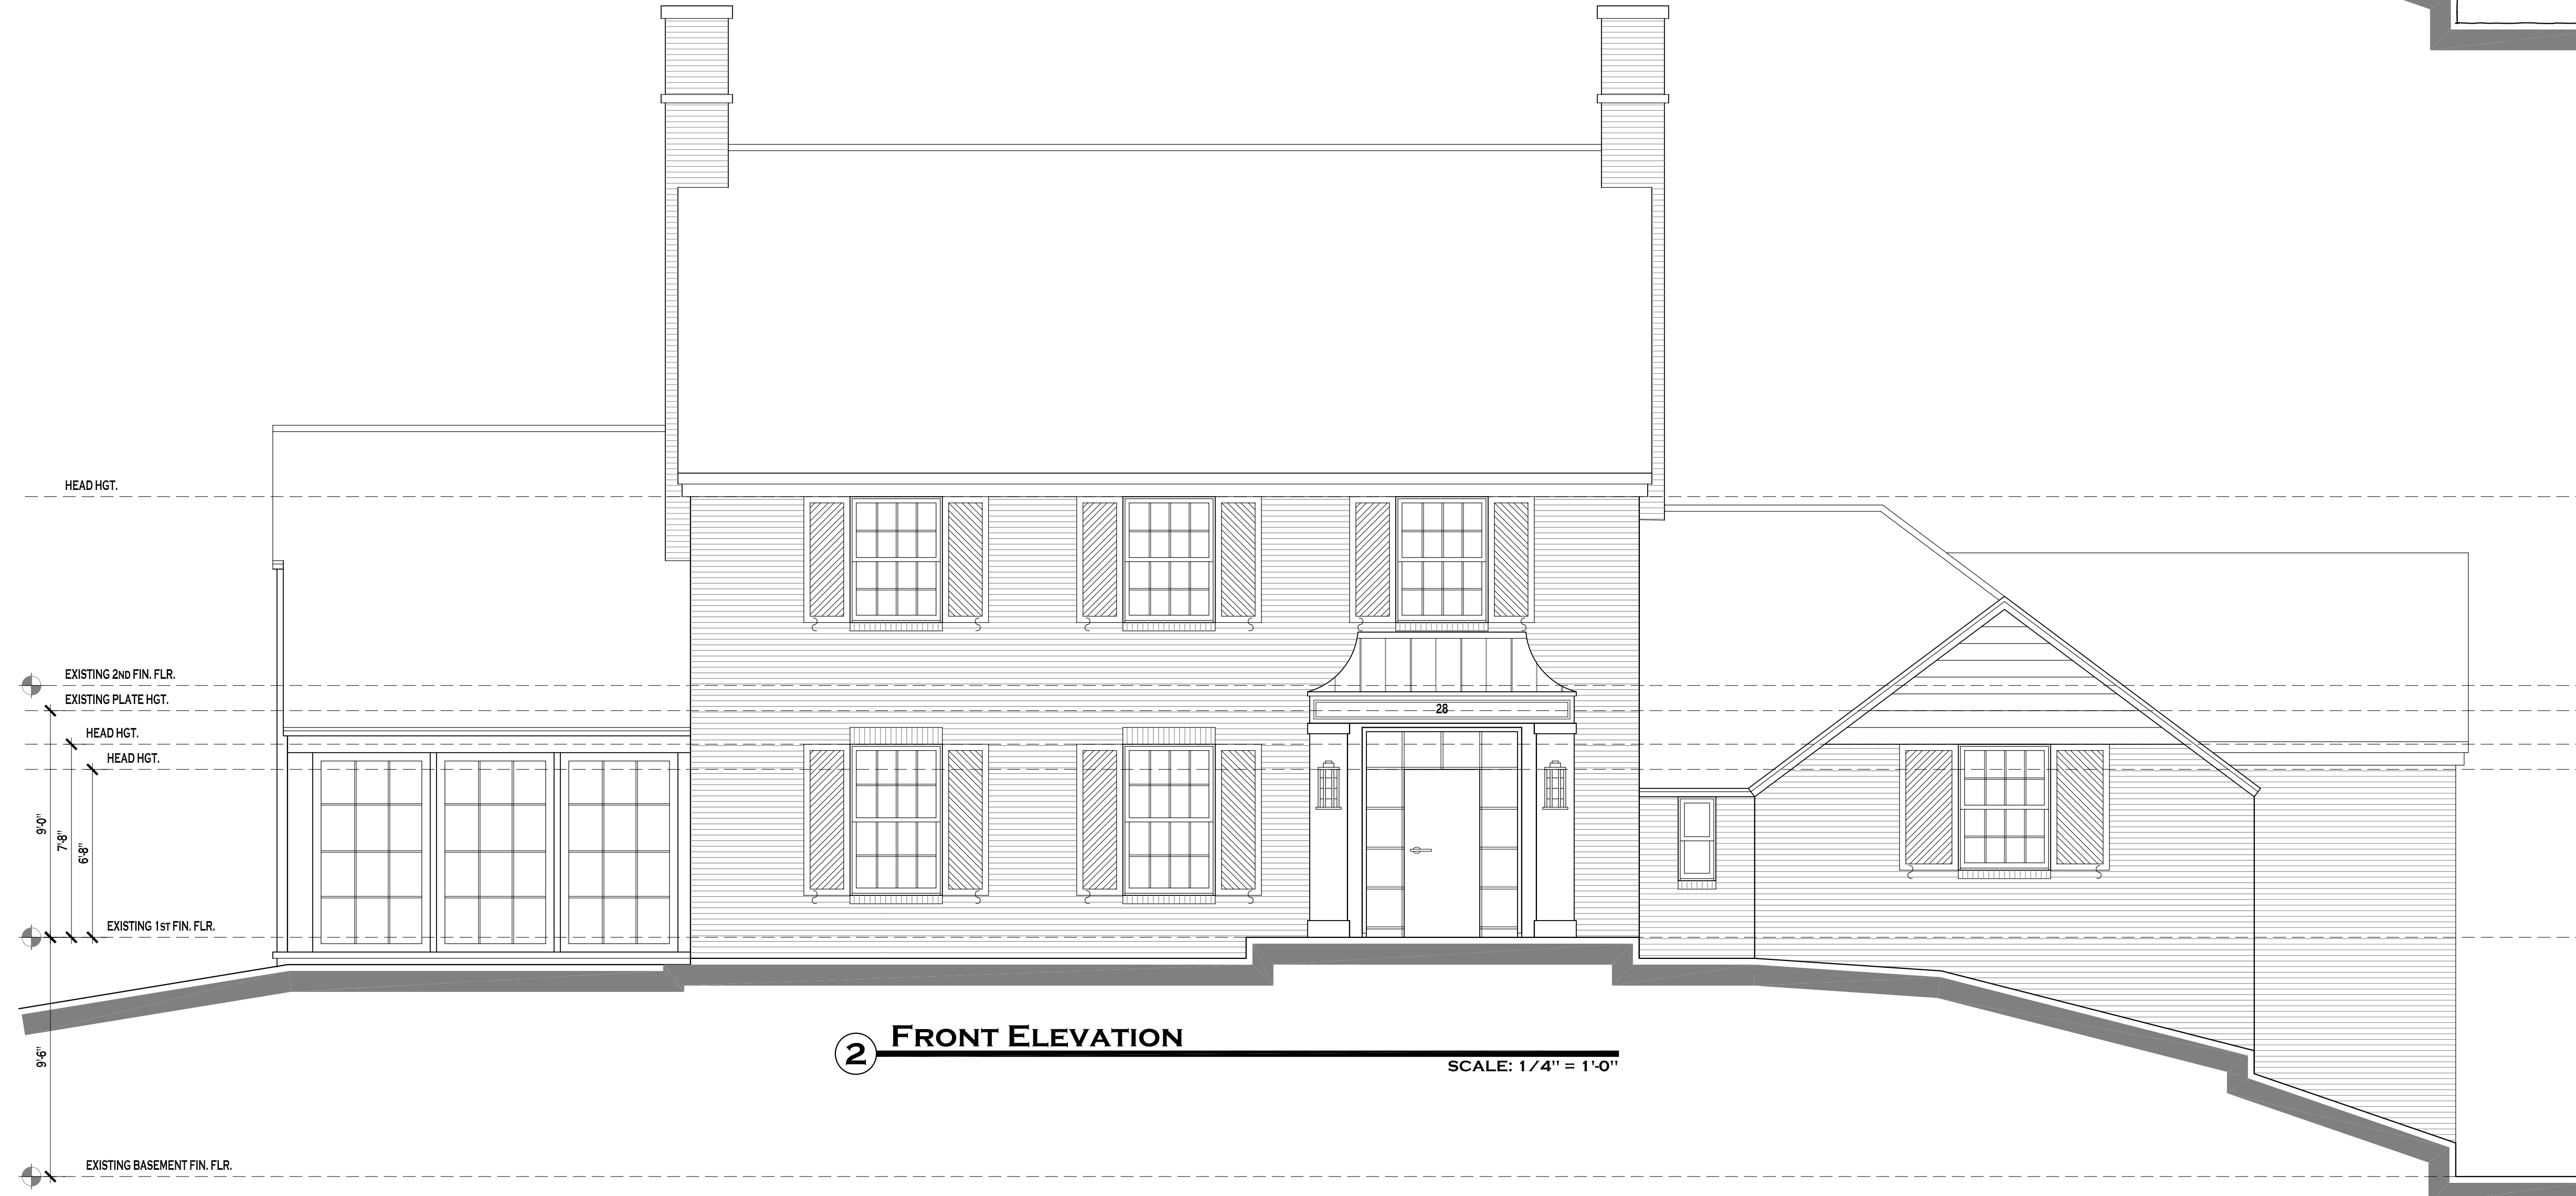 HEAD HGT.
EXISTING 2ND FIN. FLR.
EXISTING PLATE HGT.
28
HEAD HGT.
HEAD HGT.
9'-0"
7'-8"
6'-8"
EXISTING 1ST FIN. FLR.
2 FRONT ELEVATION
SCALE: 1/4" = 1'-0"
9'-6"
EXISTING BASEMENT FIN. FLR.